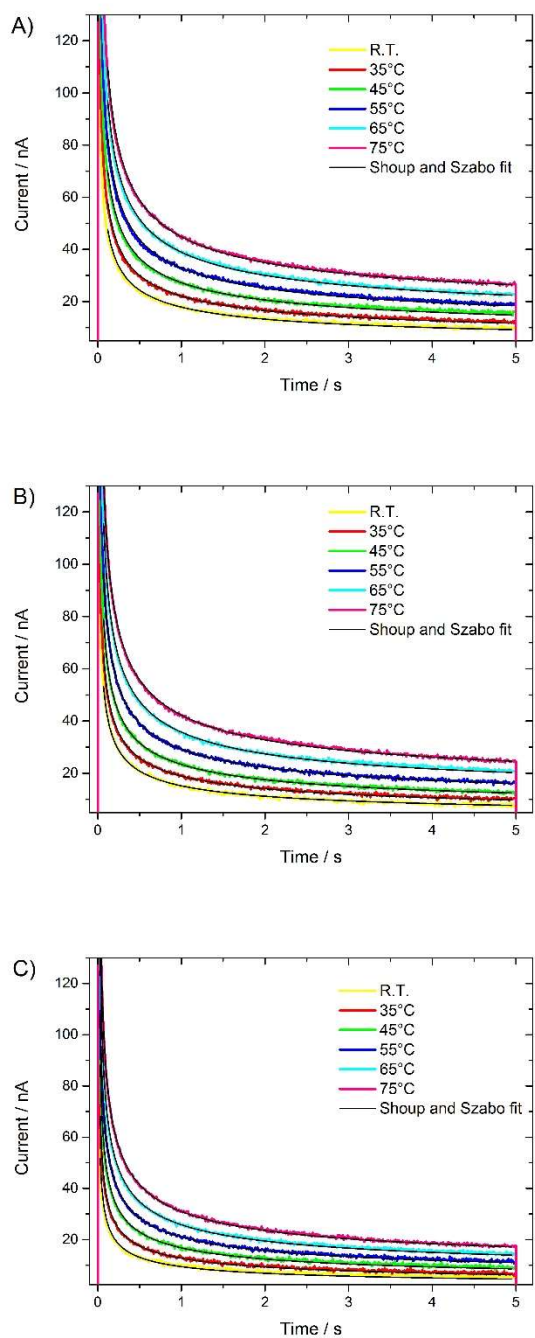 A)
Current / nA
120
100
80
60
40
20
R.T.
35°C
45°C
55°C
65°C
75°C
Shoup and Szabo fit
0 1 2 3 4 5
Time / s
B)
Current / nA
120
100
80
60
40
20
R.T.
35°C
45°C
55°C
65°C
75°C
Shoup and Szabo fit
0 1 2 3 4 5
Time / s
C)
Current / nA
120
100
80
60
40
20
R.T.
35°C
45°C
55°C
65°C
75°C
Shoup and Szabo fit
0 1 2 3 4 5
Time / s